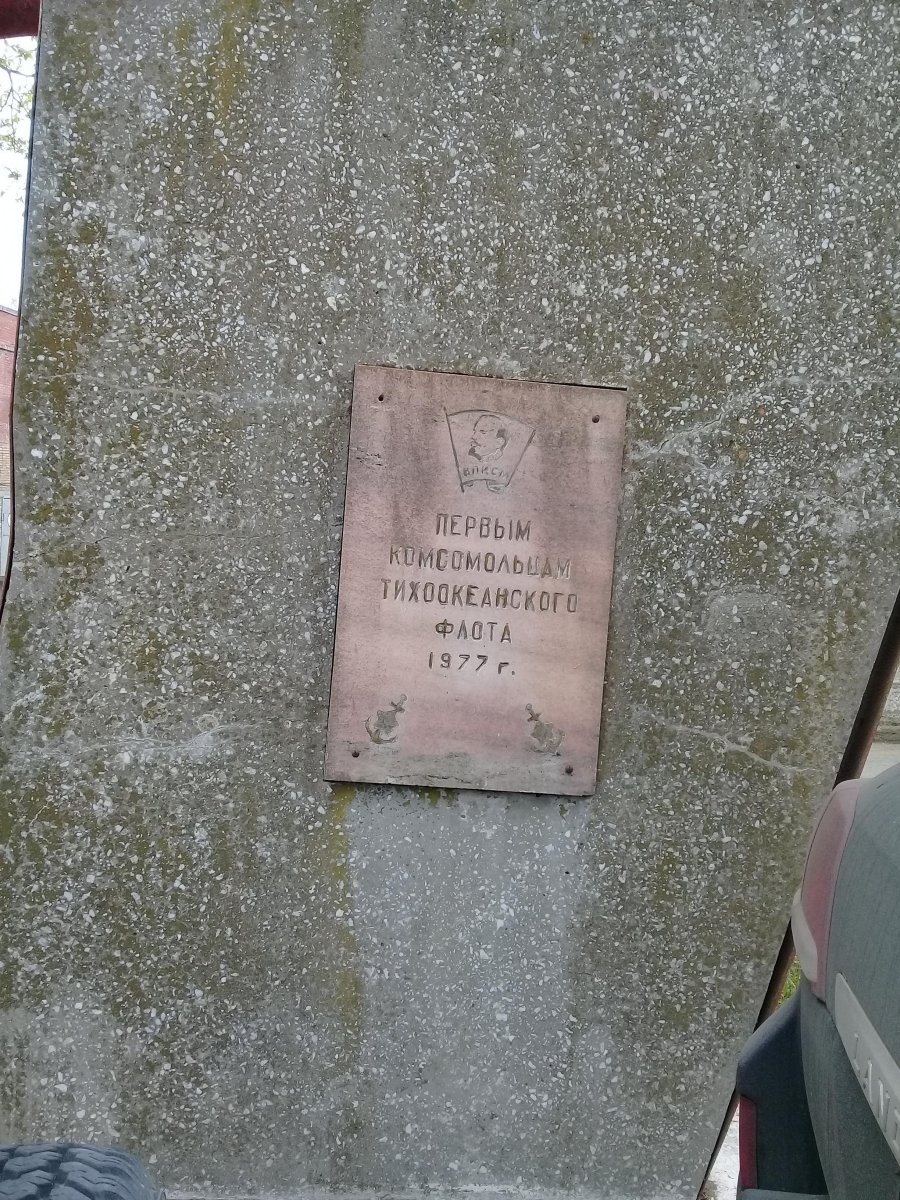 ВЛКСМ
ПЕРВЫМ
КОМСОМОЛЬЦАМ
ТИХООКЕАНСКОГО
ФЛОТА
1977 г.